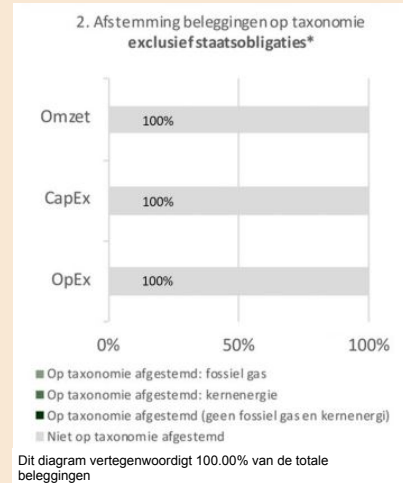 2. Afstemming beleggingen op taxonomie
exclusief staatsobligaties*
Omzet
100%
CapEx
100%
OpEx
100%
0% 50% 100%
Op taxonomie afgestemd: fossiel gas
Op taxonomie afgestemd: kernenergie
Op taxonomie afgestemd (geen fossiel gas en kernenergi)
Niet op taxonomie afgestemd
Dit diagram vertegenwoordigt 100.00% van de totale
beleggingen